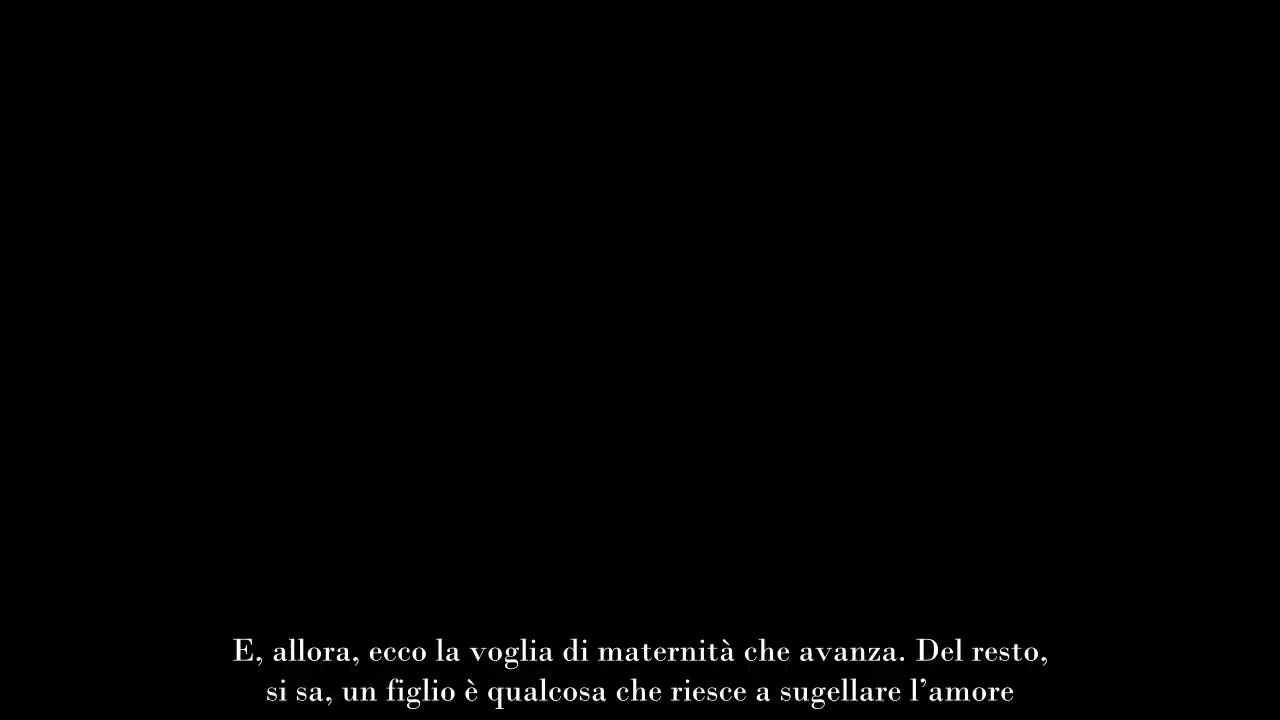 E, allora, ecco la voglia di maternità che avanza. Del resto,
si sa, un figlio è qualcosa che riesce a sugellare l’amore